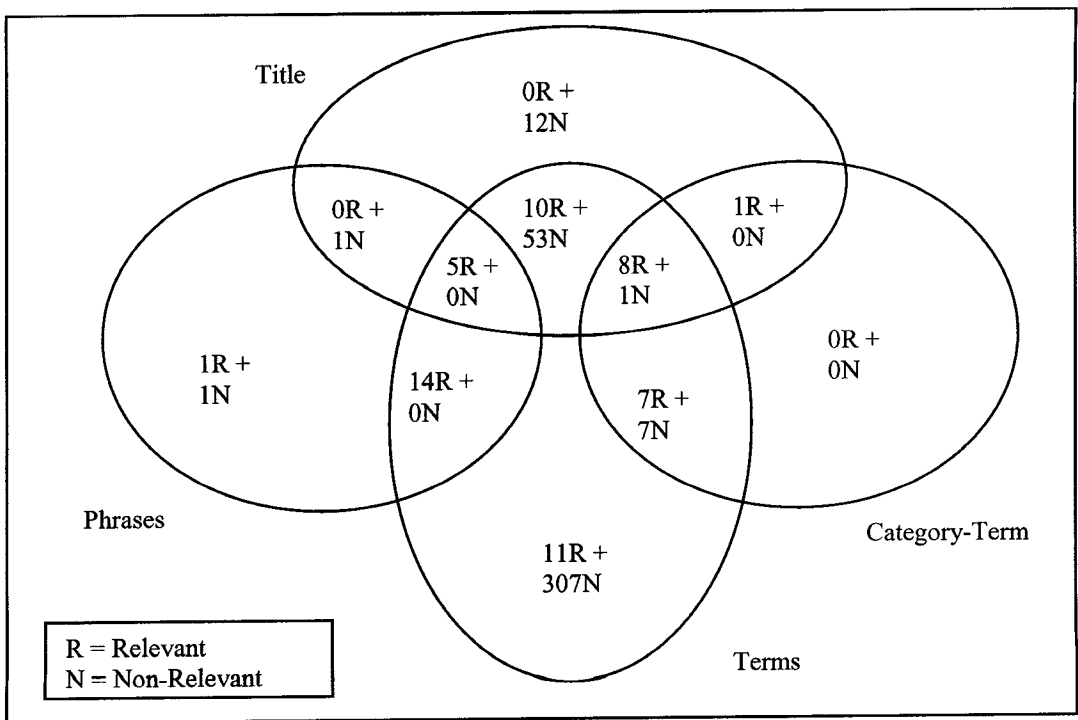 Title
0R +
12N
0R +
1N
10R +
53N
1R +
0N
5R +
0N
8R +
1N
1R +
1N
14R +
0N
7R +
7N
0R +
0N
Phrases
Category-Term
11R +
307N
R = Relevant
N = Non-Relevant
Terms